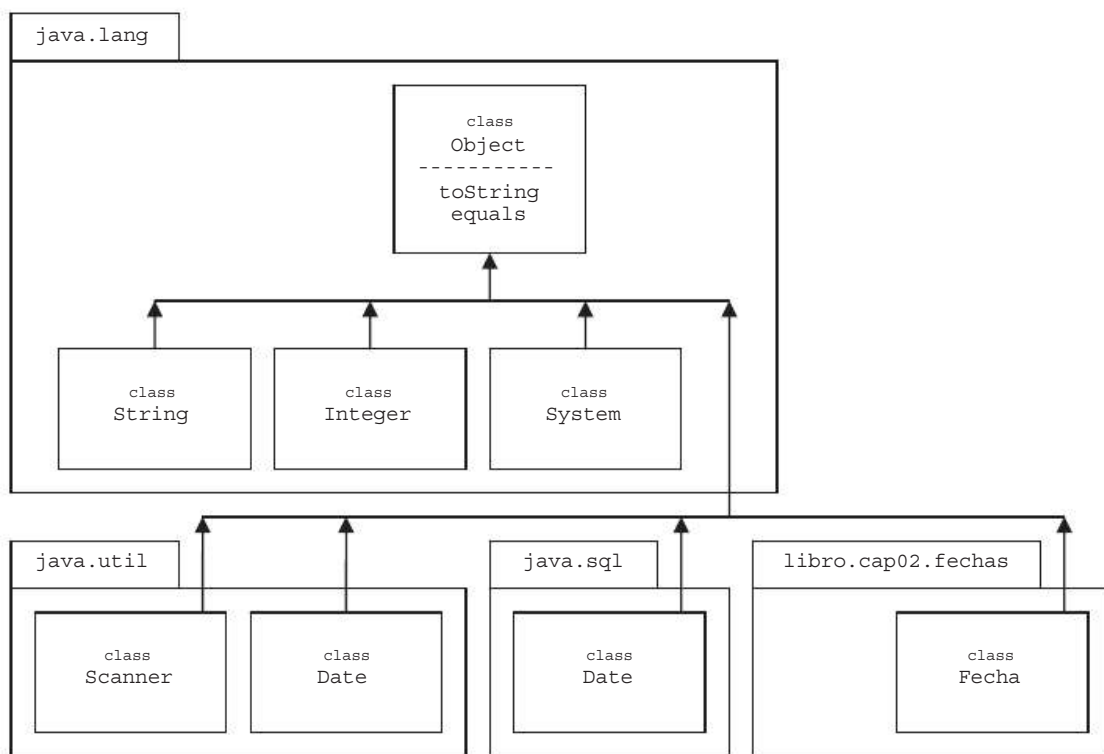 java.lang
class
Object
-----------
toString
equals
class
String
class
Integer
class
System
java.util
java.sql
libro.cap02.fechas
class
Scanner
class
Date
class
Date
class
Fecha